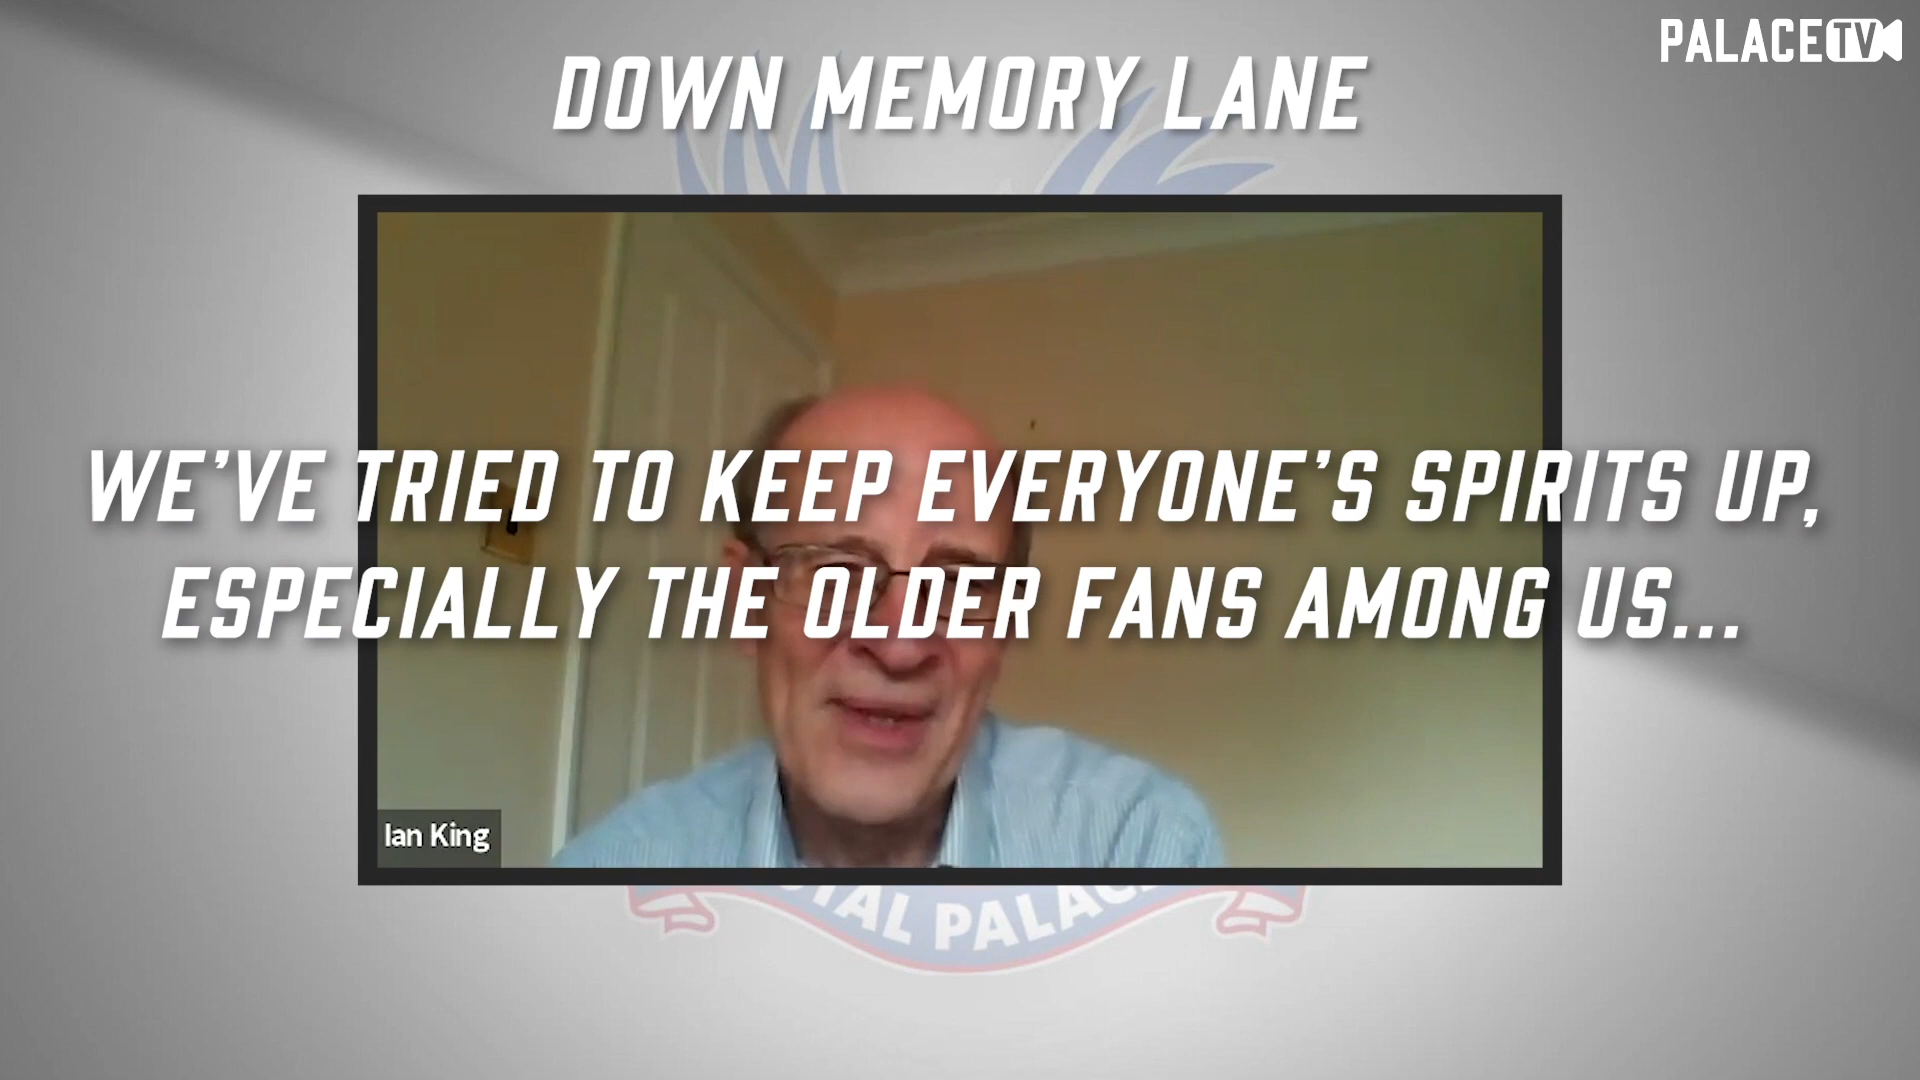 PALACE TV
DOWN MEMORY LANE
WE'VE TRIED TO KEEP EVERYONE'S SPIRITS UP,
ESPECIALLY THE OLDER FANS AMONG US...
Ian King
PALACE